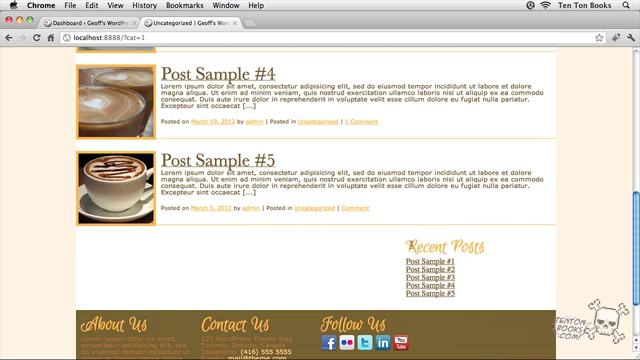 Chrome File Edit View History Bookmarks Window Help Ten Ton Books
Dashboard ‹ Geoff's WordPr
Uncategorized | Geoff's Wor
localhost:8888/?cat=1
Post Sample #4
Lorem ipsum dolor sit amet, consectetur adipisicing elit, sed do eiusmod tempor incididunt ut labore et dolore
magna aliqua. Ut enim ad minim veniam, quis nostrud exercitation ullamco laboris nisi ut aliquip ex ea commodo
consequat. Duis aute irure dolor in reprehenderit in voluptate velit esse cillum dolore eu fugiat nulla pariatur.
Excepteur sint occaecat [...]
Posted on March 19, 2012 by admin | Posted in Uncategorized | 1 Comment
Post Sample #5
Lorem ipsum dolor sit amet, consectetur adipisicing elit, sed do eiusmod tempor incididunt ut labore et dolore
magna aliqua. Ut enim ad minim veniam, quis nostrud exercitation ullamco laboris nisi ut aliquip ex ea commodo
consequat. Duis aute irure dolor in reprehenderit in voluptate velit esse cillum dolore eu fugiat nulla pariatur.
Excepteur sint occaecat [...]
Posted on March 5, 2012 by admin | Posted in Uncategorized | Comment
Recent Posts
Post Sample #1
Post Sample #2
Post Sample #3
Post Sample #4
Post Sample #5
About Us
Lorem ipsum dolor sit amet,
consectetur adipisicing elit,
Contact Us
123 WordPress Theme Way
Toronto, Ontario, Canada
Telephone: (416) 555 5555
Follow Us
You
Tube
TENTON
BOOKS.COM